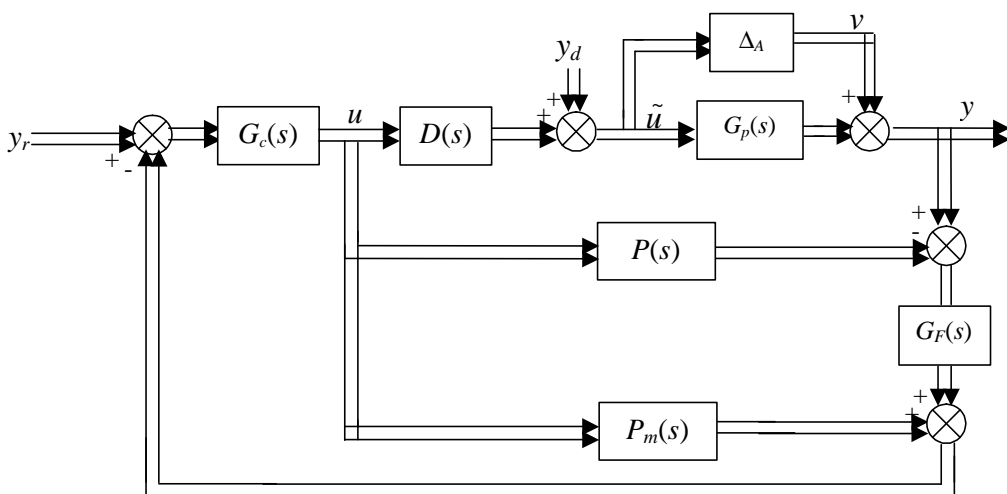 Δ_A
v
y_d
+
+
ũ
G_p(s)
+
y
y_r
+
-
G_c(s)
u
D(s)
+
-
P(s)
G_F(s)
+
+
P_m(s)